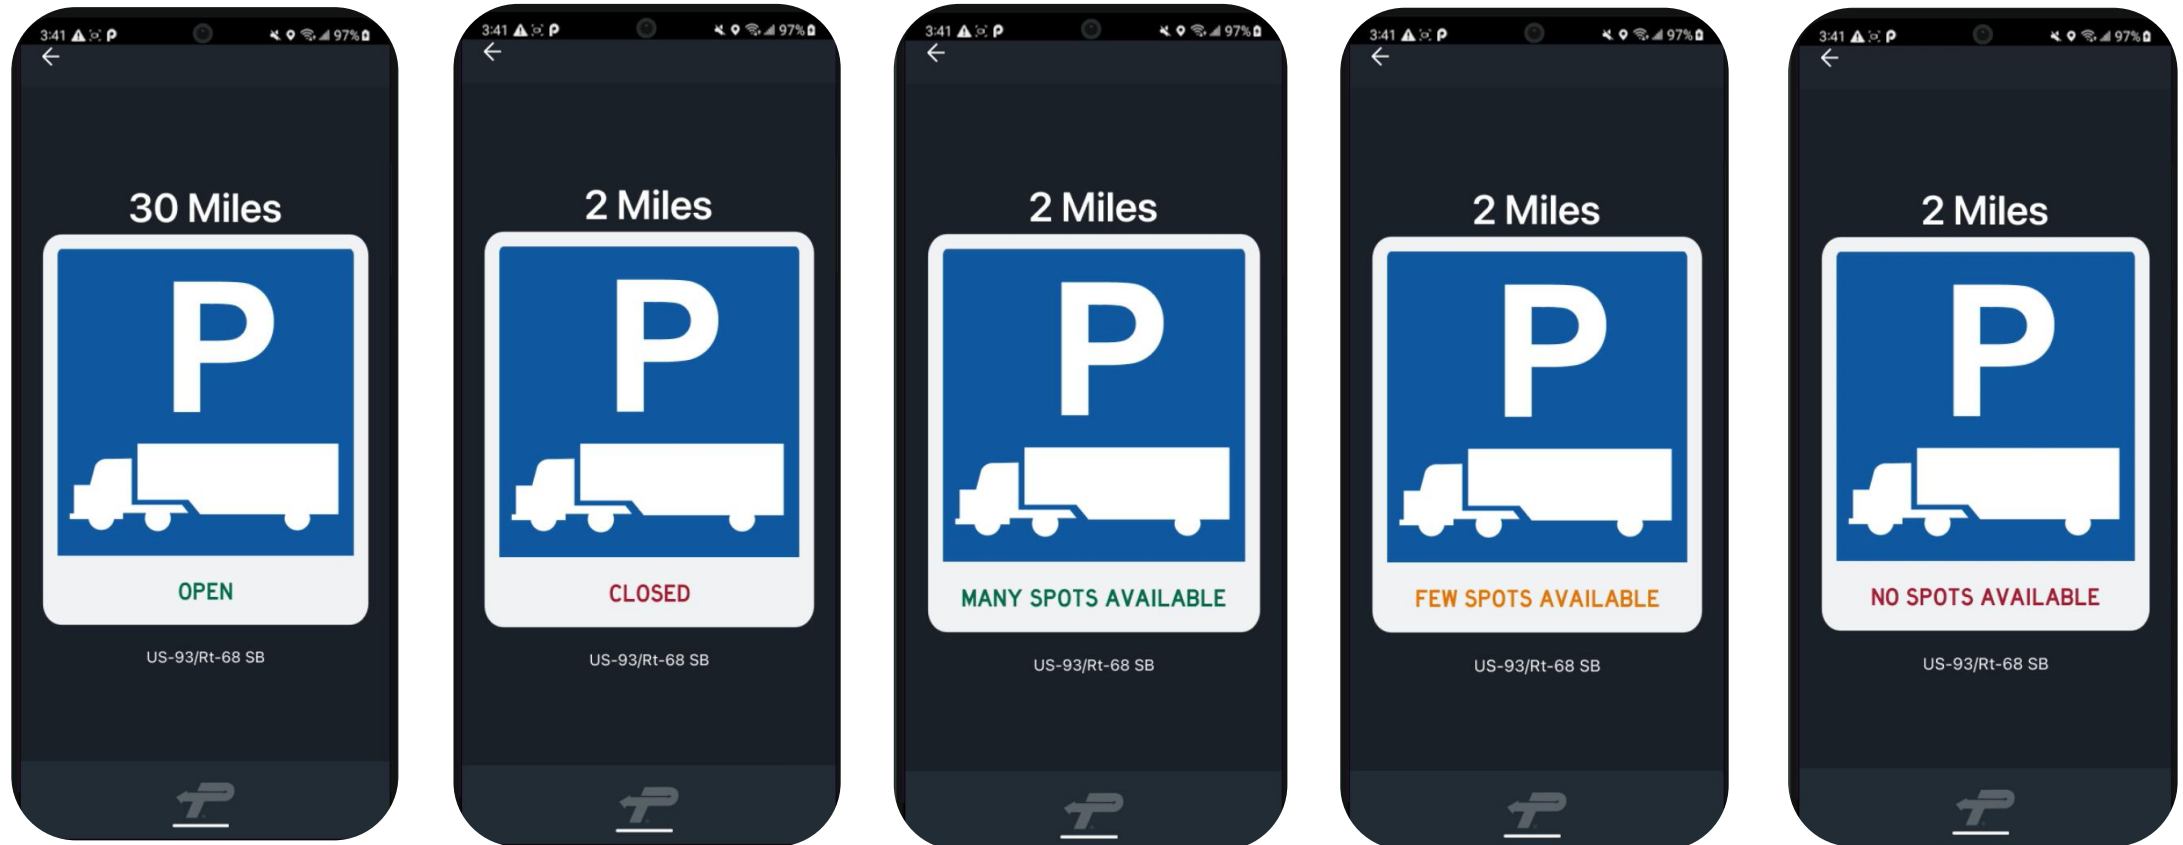 3:41 P 97%
30 Miles
P
OPEN
US-93/Rt-68 SB
3:41 P 97%
2 Miles
P
CLOSED
US-93/Rt-68 SB
3:41 P 97%
2 Miles
P
MANY SPOTS AVAILABLE
US-93/Rt-68 SB
3:41 P 97%
2 Miles
P
FEW SPOTS AVAILABLE
US-93/Rt-68 SB
3:41 P 97%
2 Miles
P
NO SPOTS AVAILABLE
US-93/Rt-68 SB